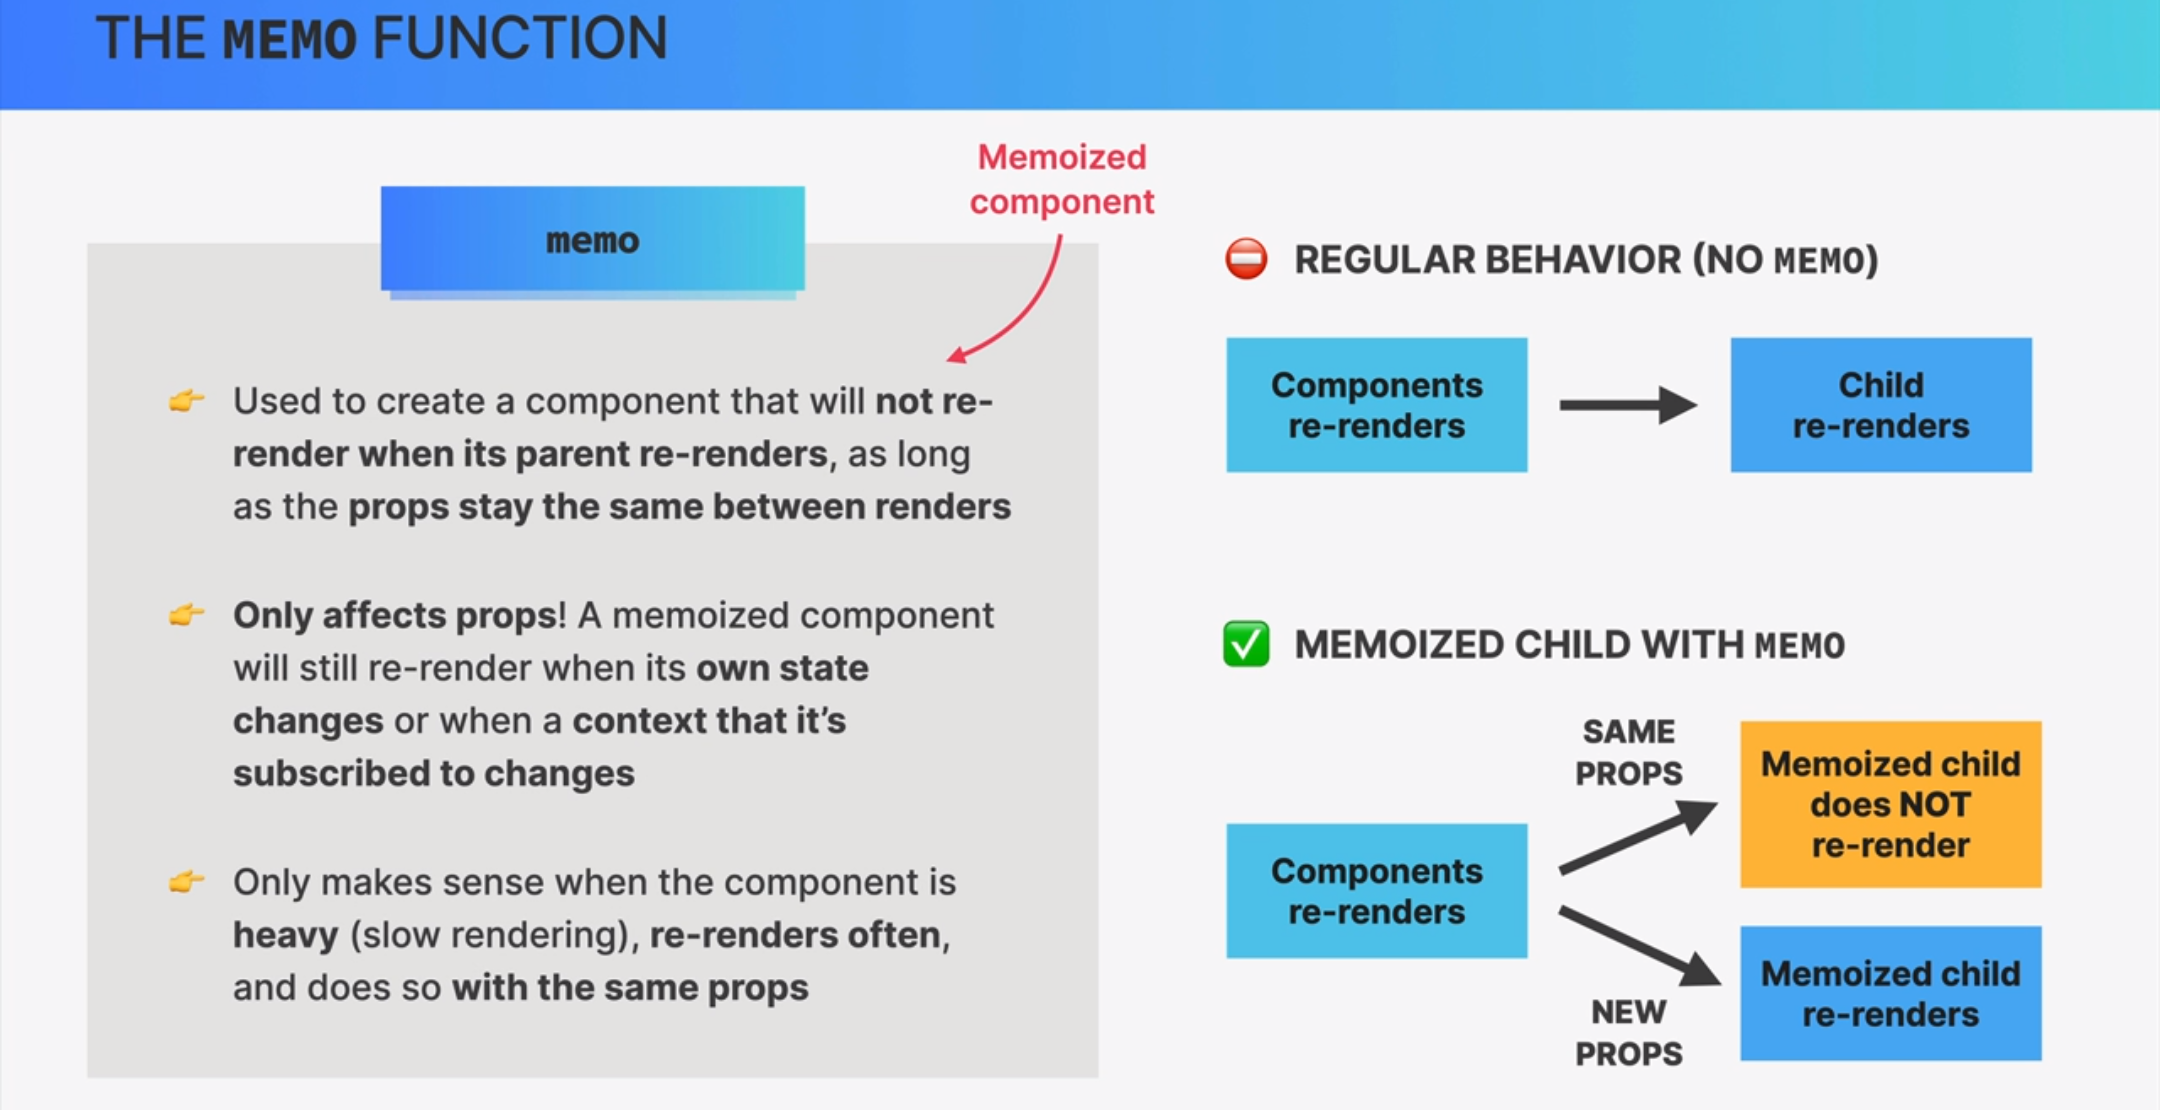 THE MEMO FUNCTION
Memoized
component
memo
Used to create a component that will not re-
render when its parent re-renders, as long
as the props stay the same between renders
Only affects props! A memoized component
will still re-render when its own state
changes or when a context that it’s
subscribed to changes
Only makes sense when the component is
heavy (slow rendering), re-renders often,
and does so with the same props
REGULAR BEHAVIOR (NO MEMO)
Components
re-renders
Child
re-renders
MEMOIZED CHILD WITH MEMO
SAME
PROPS
Memoized child
does NOT
re-render
Components
re-renders
NEW
PROPS
Memoized child
re-renders